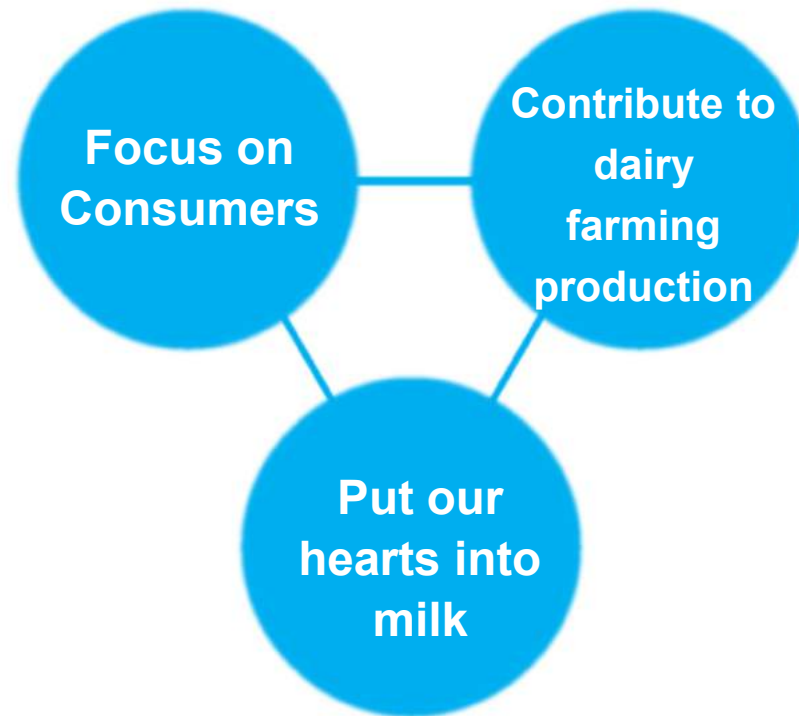 Focus on
Consumers
Contribute to
dairy
farming
production
Put our
hearts into
milk